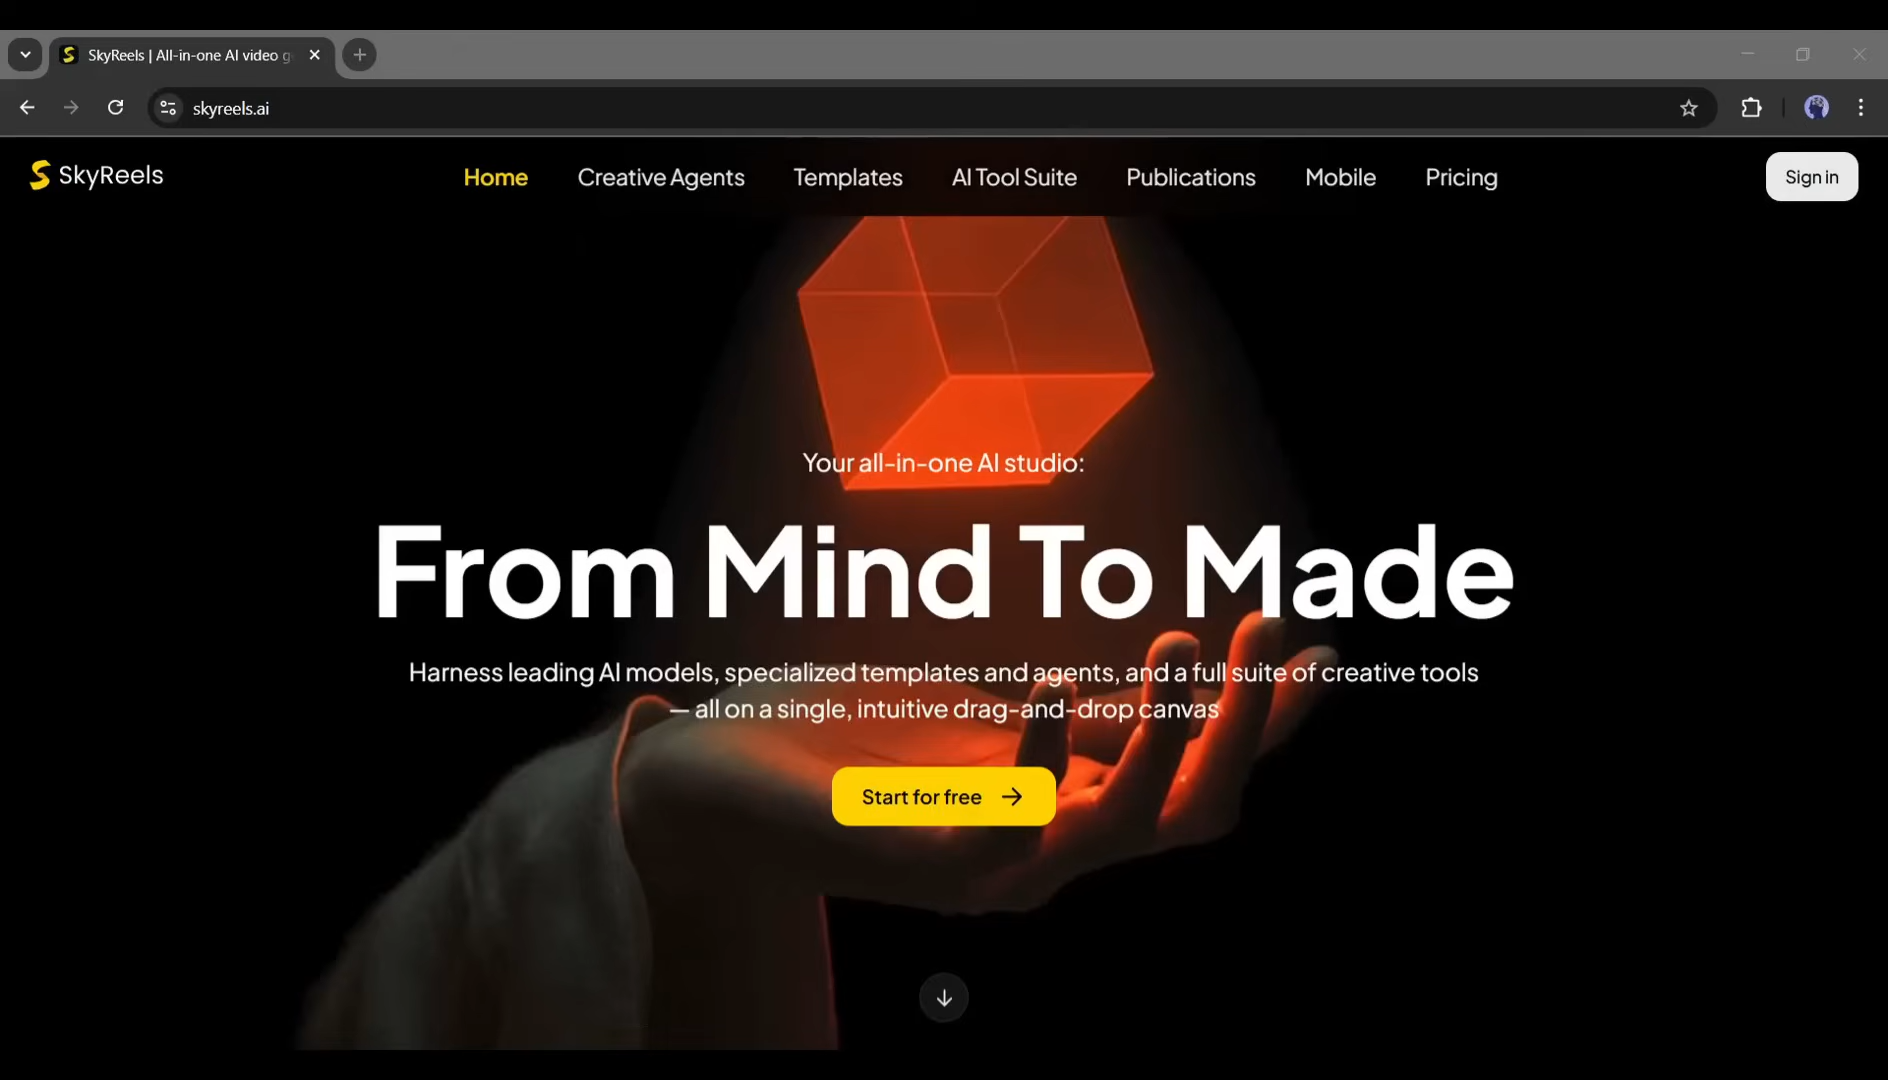 SkyReels | All-in-one AI video
skyreels.ai
SkyReels
Home Creative Agents Templates AI Tool Suite Publications Mobile Pricing
Sign in
Your all-in-one AI studio:
From Mind To Made
Harness leading AI models, specialized templates and agents, and a full suite of creative tools
— all on a single, intuitive drag-and-drop canvas
Start for free